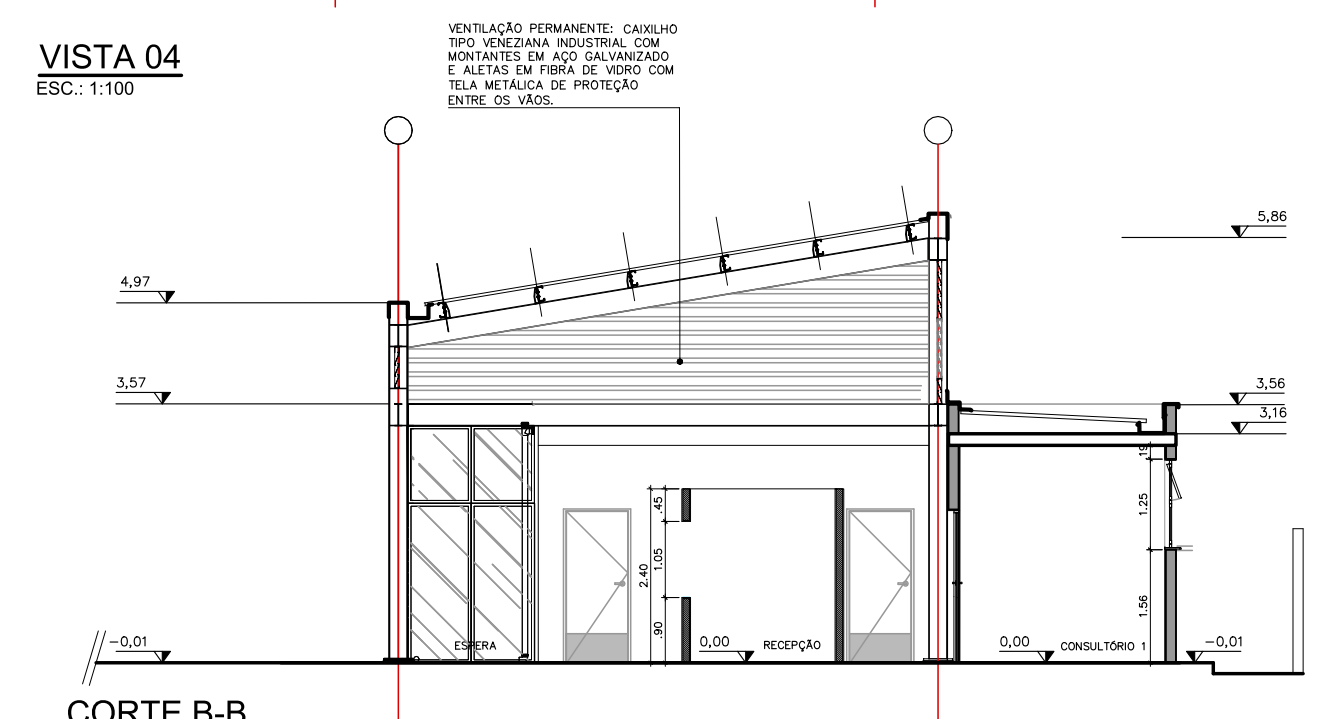 VISTA 04
ESC.: 1:100
VENTILAÇÃO PERMANENTE: CAIXILHO
TIPO VENEZIANA INDUSTRIAL COM
MONTANTES EM AÇO GALVANIZADO
E ALETAS EM FIBRA DE VIDRO COM
TELA METÁLICA DE PROTEÇÃO
ENTRE OS VÃOS.
5,86
4,97
3,57
3,56
3,16
19
.45
1.25
1.05
2.40
1.56
.90
-0,01
ESPERA
0,00
RECEPÇÃO
0,00
CONSULTÓRIO 1
-0,01
CORTE B-B